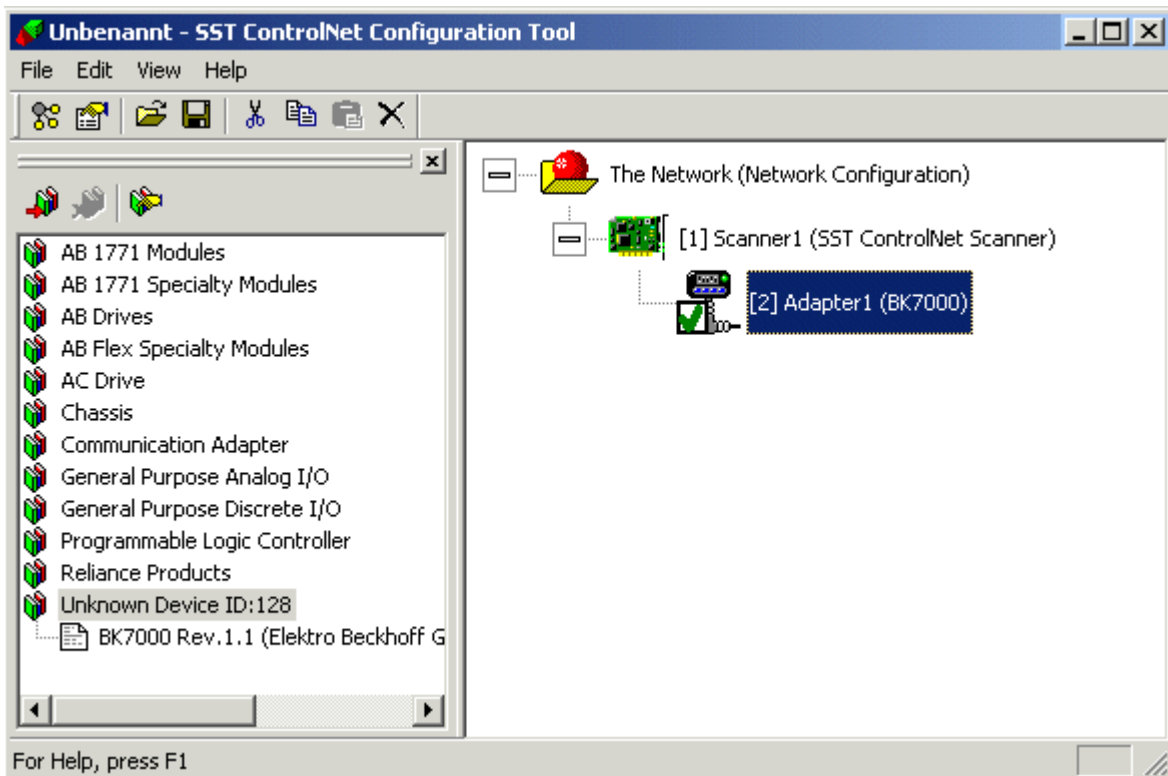 Unbenannt - SST ControlNet Configuration Tool
File Edit View Help
AB 1771 Modules
AB 1771 Specialty Modules
AB Drives
AB Flex Specialty Modules
AC Drive
Chassis
Communication Adapter
General Purpose Analog I/O
General Purpose Discrete I/O
Programmable Logic Controller
Reliance Products
Unknown Device ID:128
BK7000 Rev.1.1 (Elektro Beckhoff G
The Network (Network Configuration)
[1] Scanner1 (SST ControlNet Scanner)
[2] Adapter1 (BK7000)
For Help, press F1